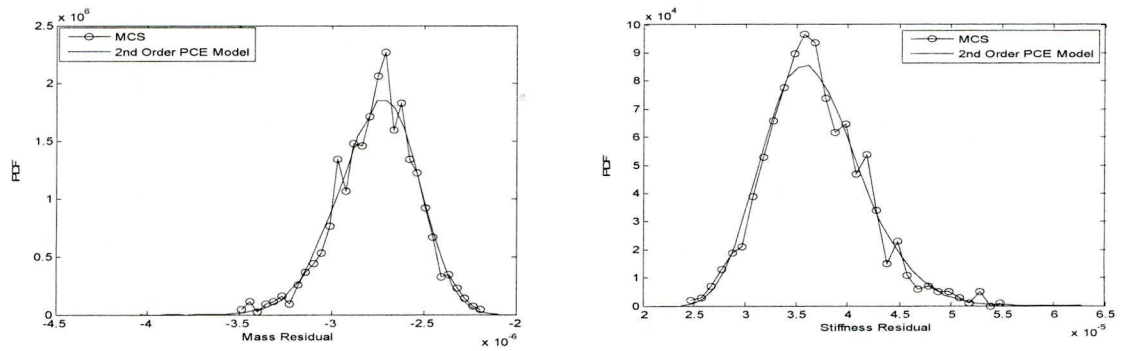 × 10^6
2.5
2
1.5
1
0.5
0
PDF
MCS
2nd Order PCE Model
-4.5 -4 -3.5 -3 -2.5 -2
Mass Residual
× 10^-6
× 10^4
10
9
8
7
6
5
4
3
2
1
0
PDF
MCS
2nd Order PCE Model
2 2.5 3 3.5 4 4.5 5 5.5 6 6.5
Stiffness Residual
× 10^-5